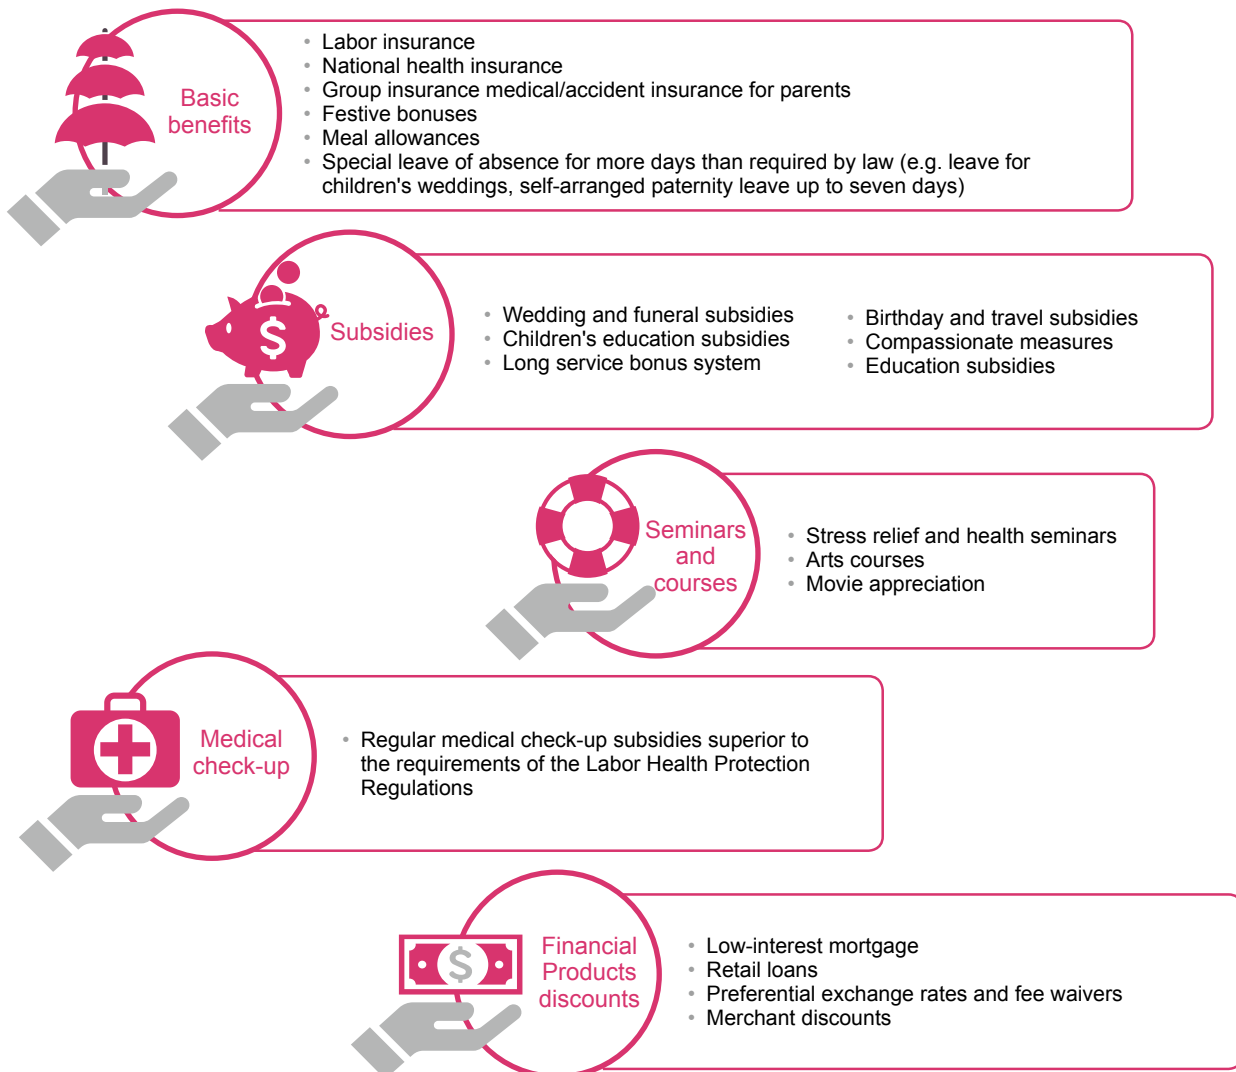 Basic
benefits
• Labor insurance
• National health insurance
• Group insurance medical/accident insurance for parents
• Festive bonuses
• Meal allowances
• Special leave of absence for more days than required by law (e.g. leave for
children's weddings, self-arranged paternity leave up to seven days)
$
Subsidies
• Wedding and funeral subsidies
• Children's education subsidies
• Long service bonus system
• Birthday and travel subsidies
• Compassionate measures
• Education subsidies
Seminars
and
courses
• Stress relief and health seminars
• Arts courses
• Movie appreciation
Medical
check-up
• Regular medical check-up subsidies superior to
the requirements of the Labor Health Protection
Regulations
$
Financial
Products
discounts
• Low-interest mortgage
• Retail loans
• Preferential exchange rates and fee waivers
• Merchant discounts